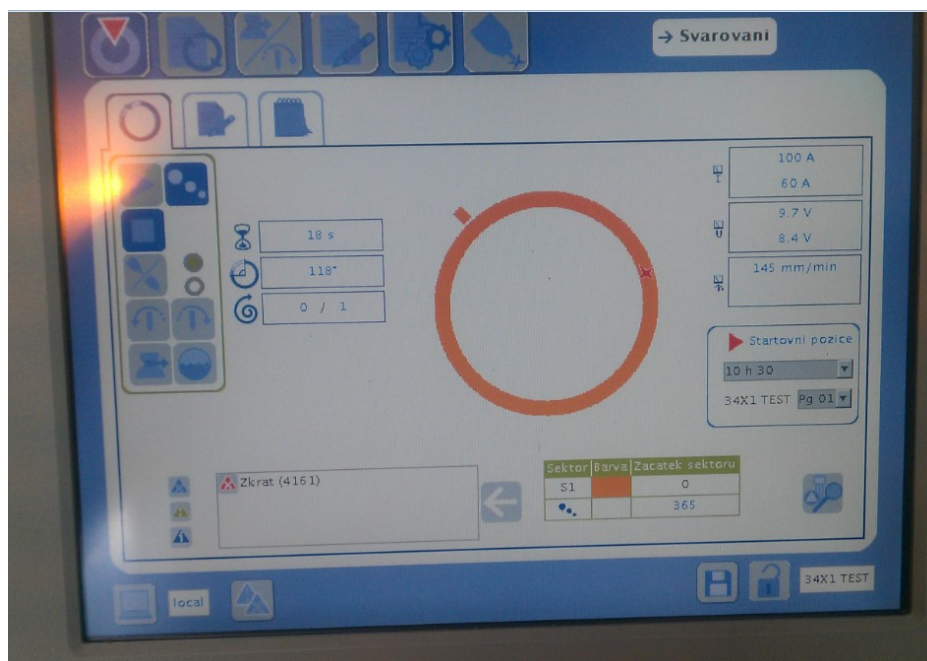 → Svarovani
100 A
60 A
9.7 V
8.4 V
145 mm/min
18 s
118°
0 / 1
Startovni pozice
10 h 30
34X1 TEST Pg 01
Zkrat (4161)
Sektor Barva Zacatek sektoru
S1 0
365
local
34X1 TEST